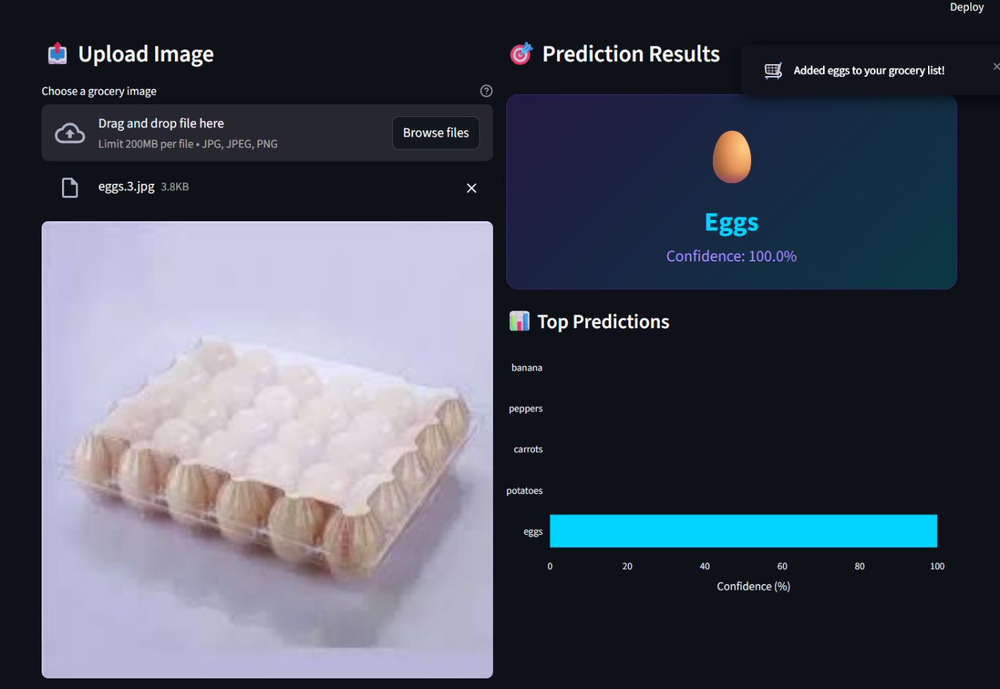 Deploy
Upload Image
Choose a grocery image
Drag and drop file here
Limit 200MB per file • JPG, JPEG, PNG
Browse files
eggs.3.jpg 3.8KB
Prediction Results
Added eggs to your grocery list!
Eggs
Confidence: 100.0%
Top Predictions
banana
peppers
carrots
potatoes
eggs
0 20 40 60 80 100
Confidence (%)